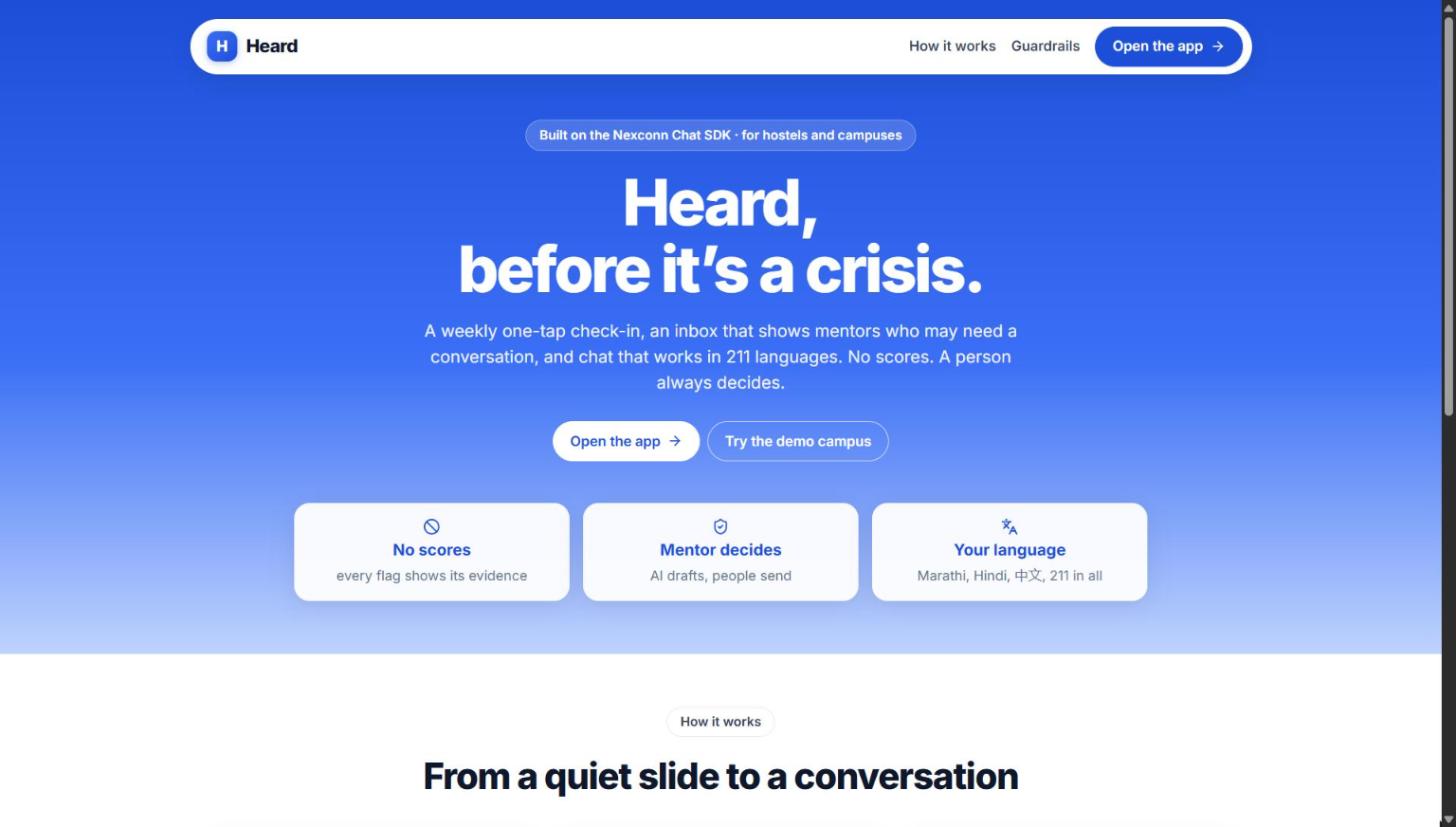 H Heard
How it works Guardrails Open the app →
Built on the Nexconn Chat SDK · for hostels and campuses
Heard,
before it’s a crisis.
A weekly one-tap check-in, an inbox that shows mentors who may need a
conversation, and chat that works in 211 languages. No scores. A person
always decides.
Open the app → Try the demo campus
No scores
every flag shows its evidence
Mentor decides
AI drafts, people send
Your language
Marathi, Hindi, 中文, 211 in all
How it works
From a quiet slide to a conversation